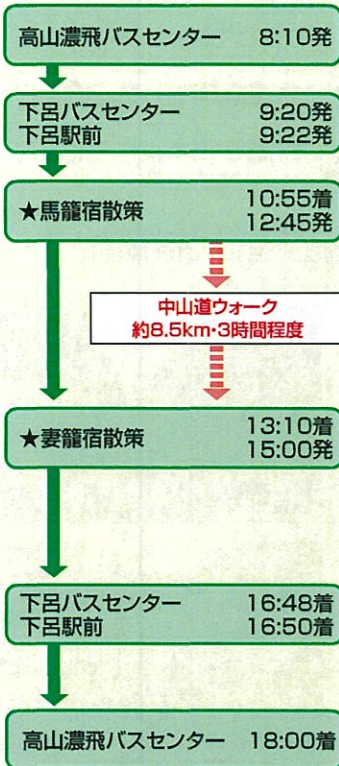 高山濃飛バスセンター 8:10発
下呂バスセンター 9:20発
下呂駅前 9:22発
★馬籠宿散策 10:55着
12:45発
中山道ウォーク
約8.5km・3時間程度
★妻籠宿散策 13:10着
15:00発
下呂バスセンター 16:48着
下呂駅前 16:50着
高山濃飛バスセンター 18:00着